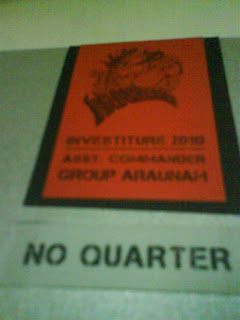 INVESTITURE 2010
ASST. COMMANDER
GROUP ARAUNAH
NO QUARTER